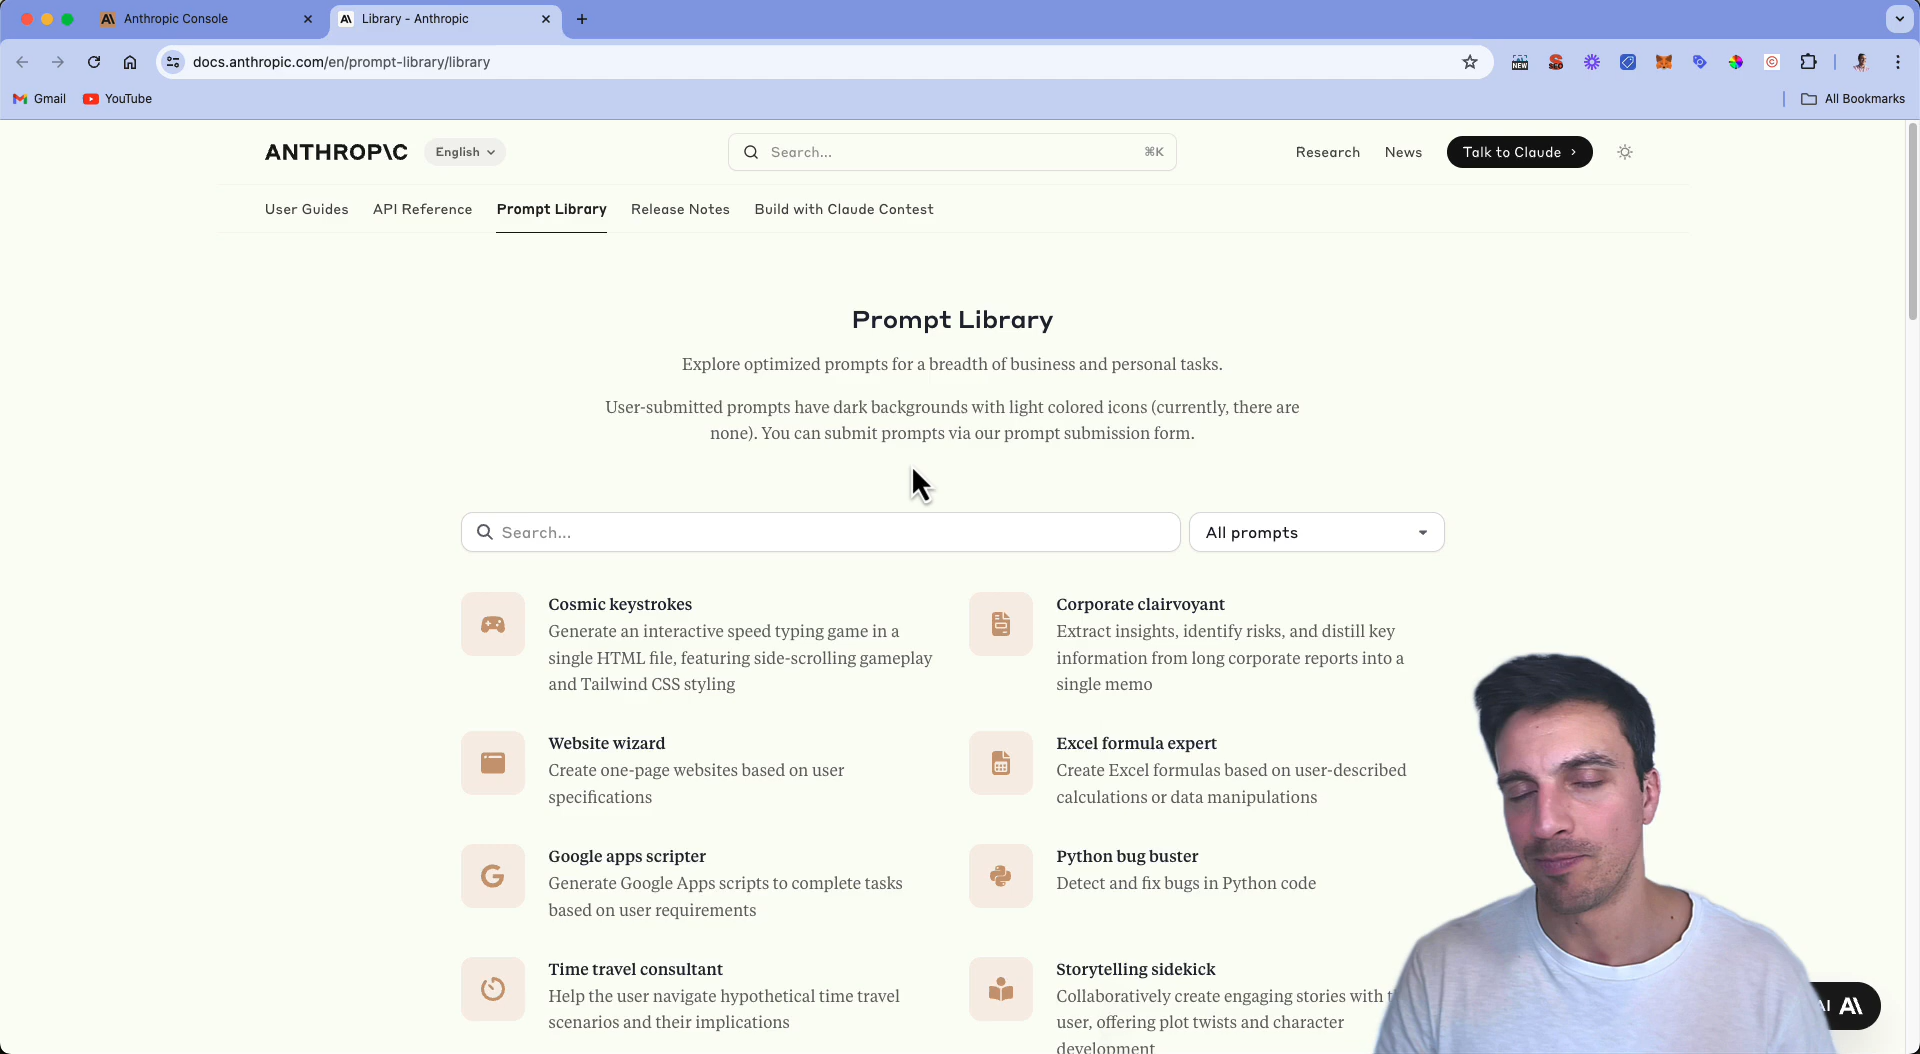 Anthropic Console
Library - Anthropic
docs.anthropic.com/en/prompt-library/library
NEW
SEO
Gmail
YouTube
All Bookmarks
ANTHROP\C
English
Search...
⌘K
Research
News
Talk to Claude
User Guides
API Reference
Prompt Library
Release Notes
Build with Claude Contest
Prompt Library
Explore optimized prompts for a breadth of business and personal tasks.
User-submitted prompts have dark backgrounds with light colored icons (currently, there are
none). You can submit prompts via our prompt submission form.
Search...
All prompts
Cosmic keystrokes
Generate an interactive speed typing game in a
single HTML file, featuring side-scrolling gameplay
and Tailwind CSS styling
Corporate clairvoyant
Extract insights, identify risks, and distill key
information from long corporate reports into a
single memo
Website wizard
Create one-page websites based on user
specifications
Excel formula expert
Create Excel formulas based on user-described
calculations or data manipulations
Google apps scripter
Generate Google Apps scripts to complete tasks
based on user requirements
Python bug buster
Detect and fix bugs in Python code
Time travel consultant
Help the user navigate hypothetical time travel
scenarios and their implications
Storytelling sidekick
Collaboratively create engaging stories with
user, offering plot twists and character
development
AI